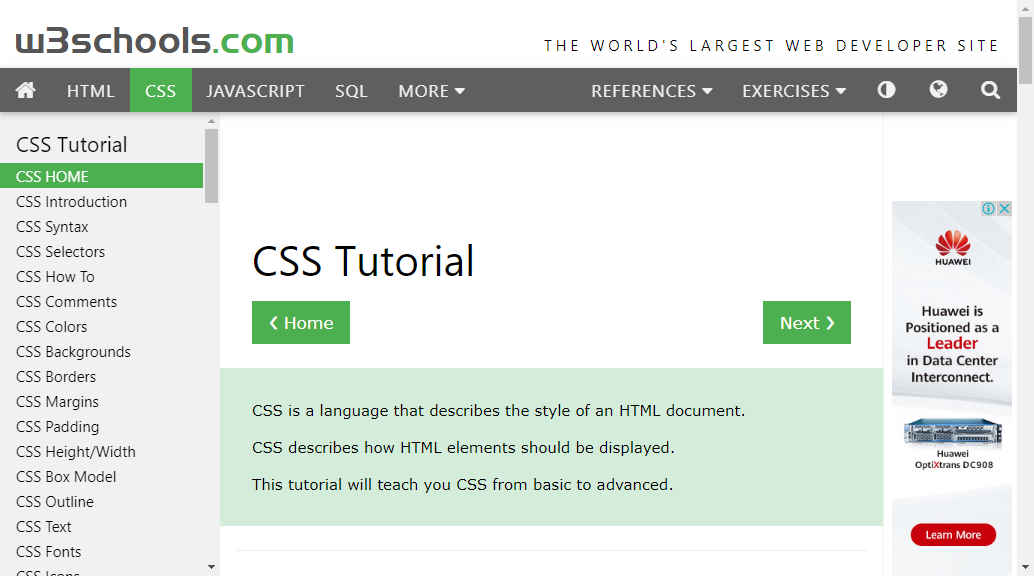 w3schools.com
THE WORLD'S LARGEST WEB DEVELOPER SITE
HTML CSS JAVASCRIPT SQL MORE REFERENCES EXERCISES
CSS Tutorial
CSS HOME
CSS Introduction
CSS Syntax
CSS Selectors
CSS How To
CSS Comments
CSS Colors
CSS Backgrounds
CSS Borders
CSS Margins
CSS Padding
CSS Height/Width
CSS Box Model
CSS Outline
CSS Text
CSS Fonts
CSS Icons
CSS Tutorial
❮ Home
Next ❯
CSS is a language that describes the style of an HTML document.
CSS describes how HTML elements should be displayed.
This tutorial will teach you CSS from basic to advanced.
HUAWEI
Huawei is
Positioned as a
Leader
in Data Center
Interconnect.
Huawei
OptiXtrans DC908
Learn More